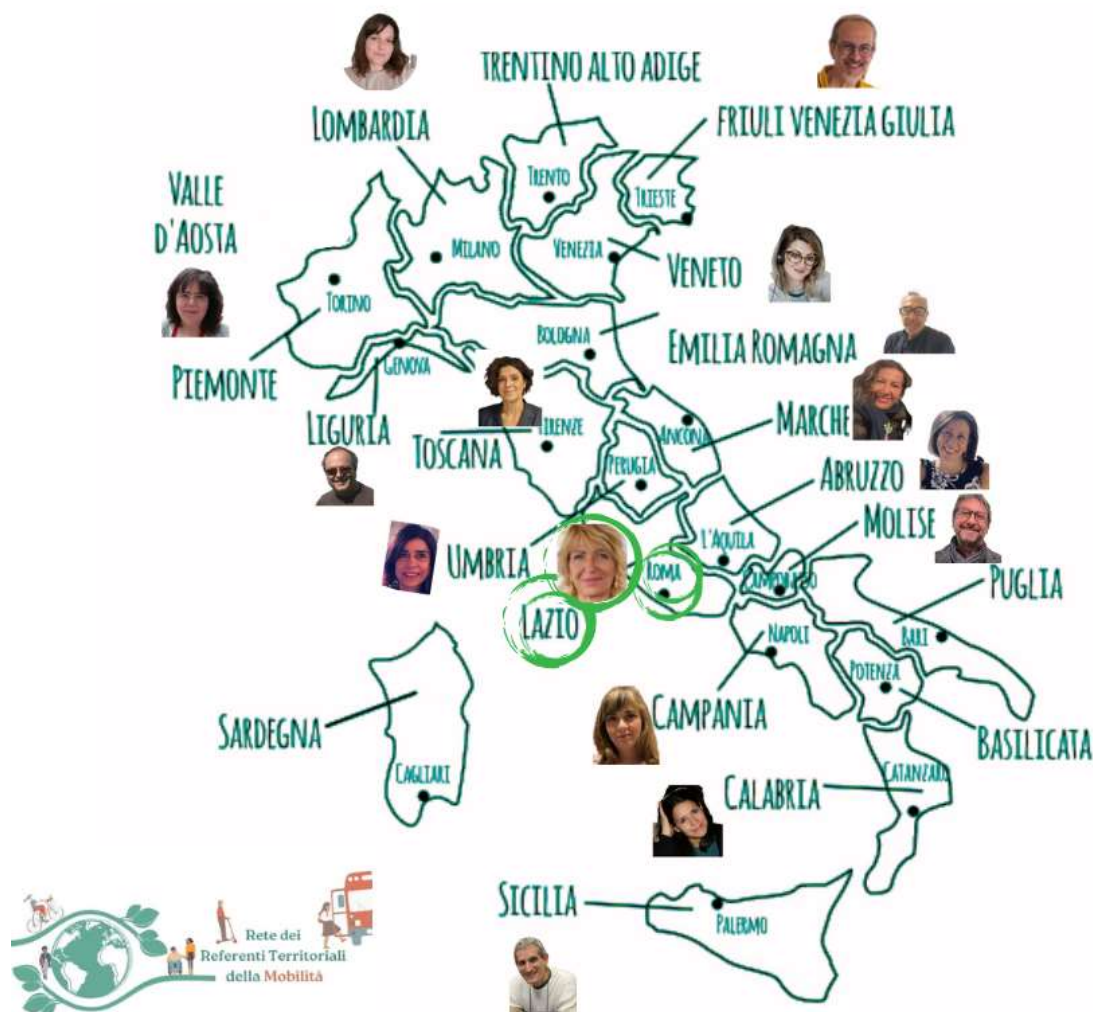 TRENTINO ALTO ADIGE
LOMBARDIA
FRIULI VENEZIA GIULIA
TRENTO
TRIESTE
VALLE
D'AOSTA
MILANO
VENEZIA
VENETO
TORINO
BOLOGNA
EMILIA ROMAGNA
PIEMONTE
GENOVA
LIGURIA
TOSCANA
IRENZE
ANCONA
MARCHE
PERUGIA
ABRUZZO
MOLISE
UMBRIA
L'AQUILA
ROMA
PUGLIA
LAZIO
NAPOLI
BARI
POTENZA
SARDEGNA
CAMPANIA
BASILICATA
CAGLIARI
CATANZARO
CALABRIA
SICILIA
PALERMO
Rete dei
Referenti Territoriali
della Mobilità